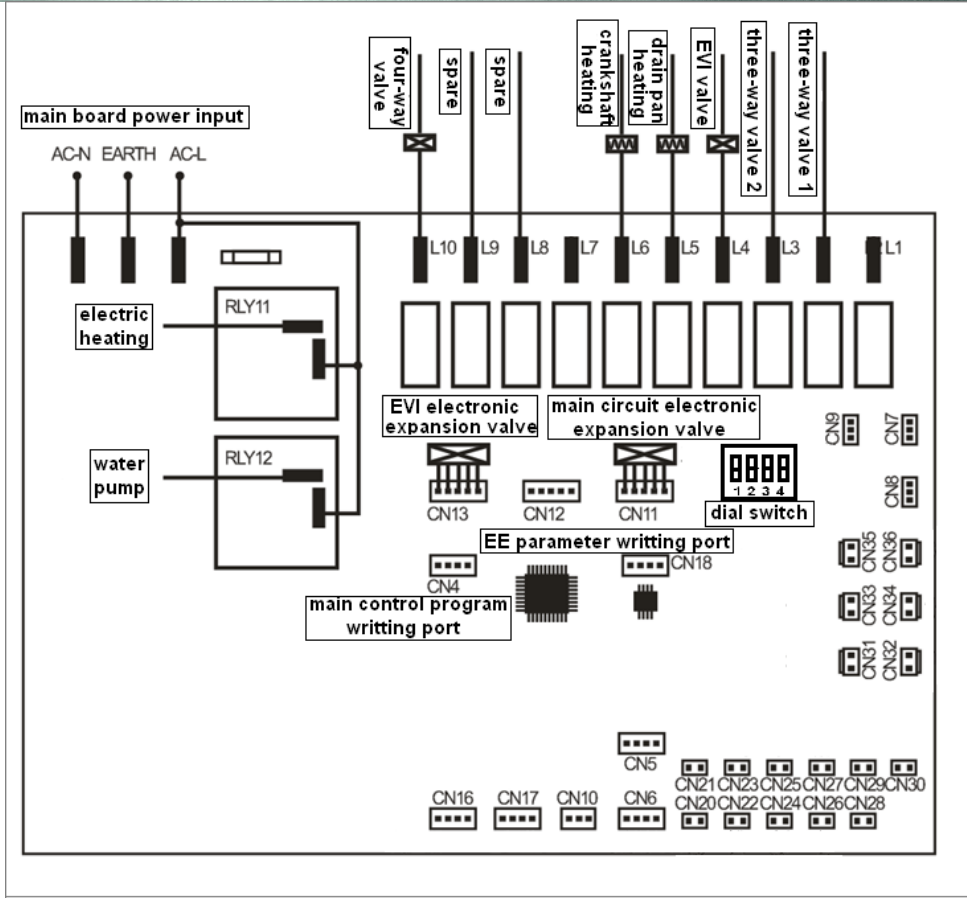 four-way
valve
spare
spare
crankshaft
heating
drain pan
heating
EVI valve
three-way valve 2
three-way valve 1
main board power input
AC-N EARTH AC-L
L10 L9 L8 L7 L6 L5 L4 L3 L1
RLY11
electric
heating
EVI electronic
expansion valve
main circuit electronic
expansion valve
CN9 CN7
RLY12
water
pump
1 2 3 4
CN8
CN13 CN12 CN11
dial switch
EE parameter writting port
CN35 CN36
CN4 CN18
main control program
writting port
CN33 CN34
CN31 CN32
CN5
CN21 CN23 CN25 CN27 CN29 CN30
CN16 CN17 CN10 CN6 CN20 CN22 CN24 CN26 CN28